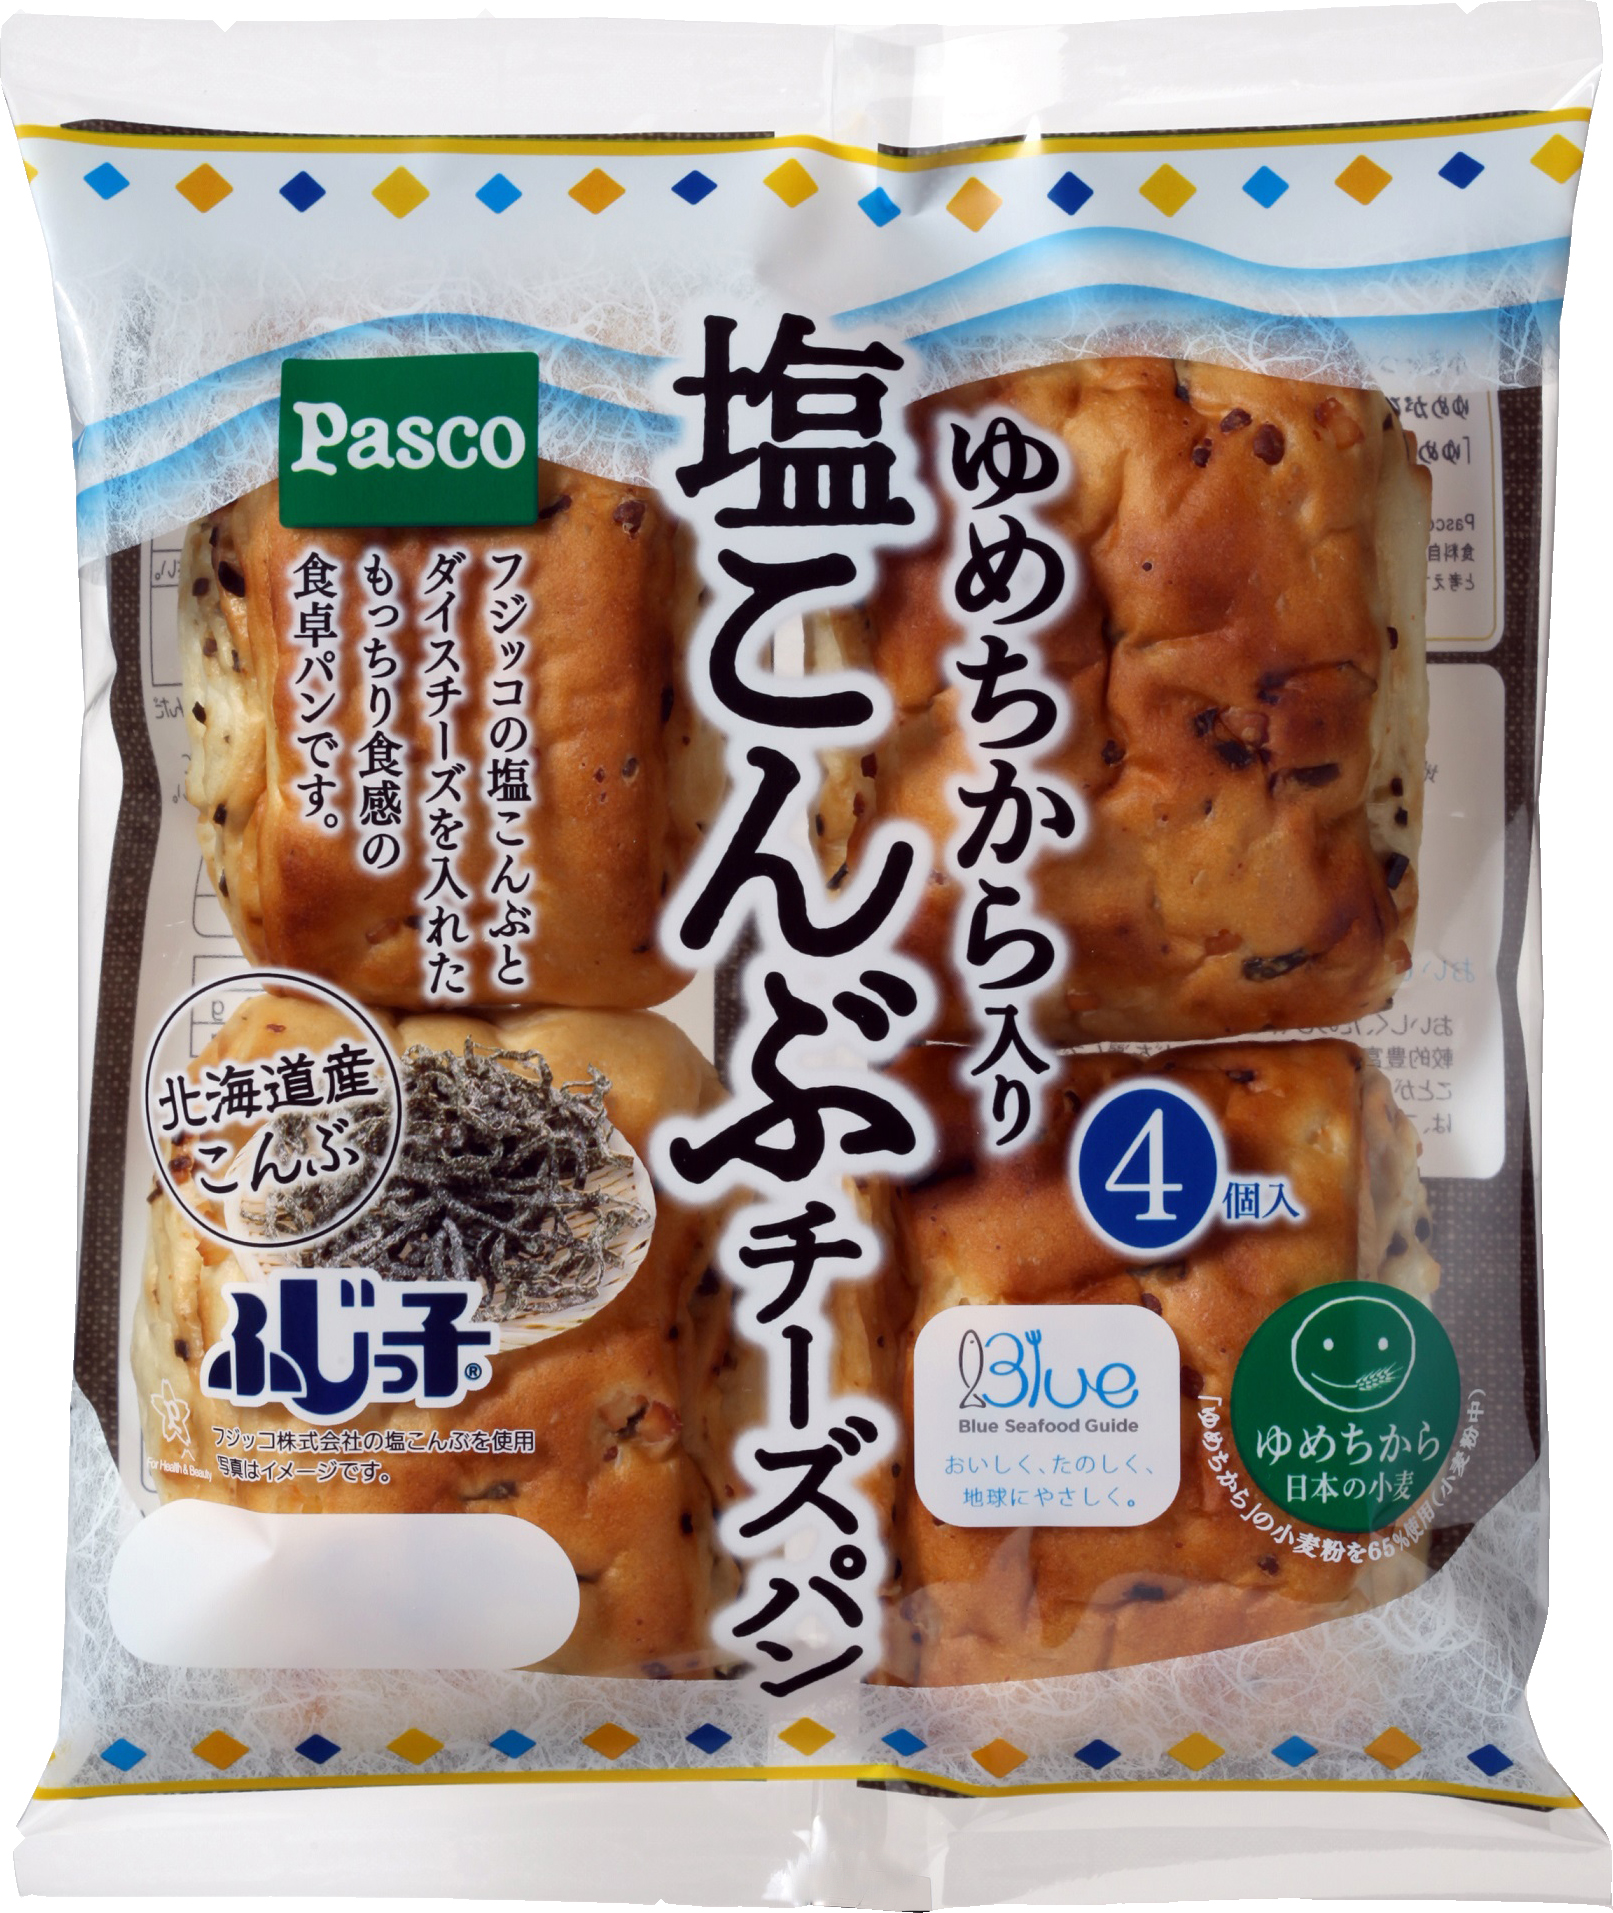 Pasco
ゆめちから入り
塩こんぶチーズパン
フジッコの塩こんぶと
ダイスチーズを入れた
もっちり食感の
食卓パンです。
北海道産
こんぶ
ふじっ子®
For Health & Beauty
フジッコ株式会社の塩こんぶを使用
写真はイメージです。
4個入
Blue
Blue Seafood Guide
おいしく、たのしく、
地球にやさしく。
ゆめちから
日本の小麦
「ゆめちから」の小麦粉を65%使用(小麦粉中)